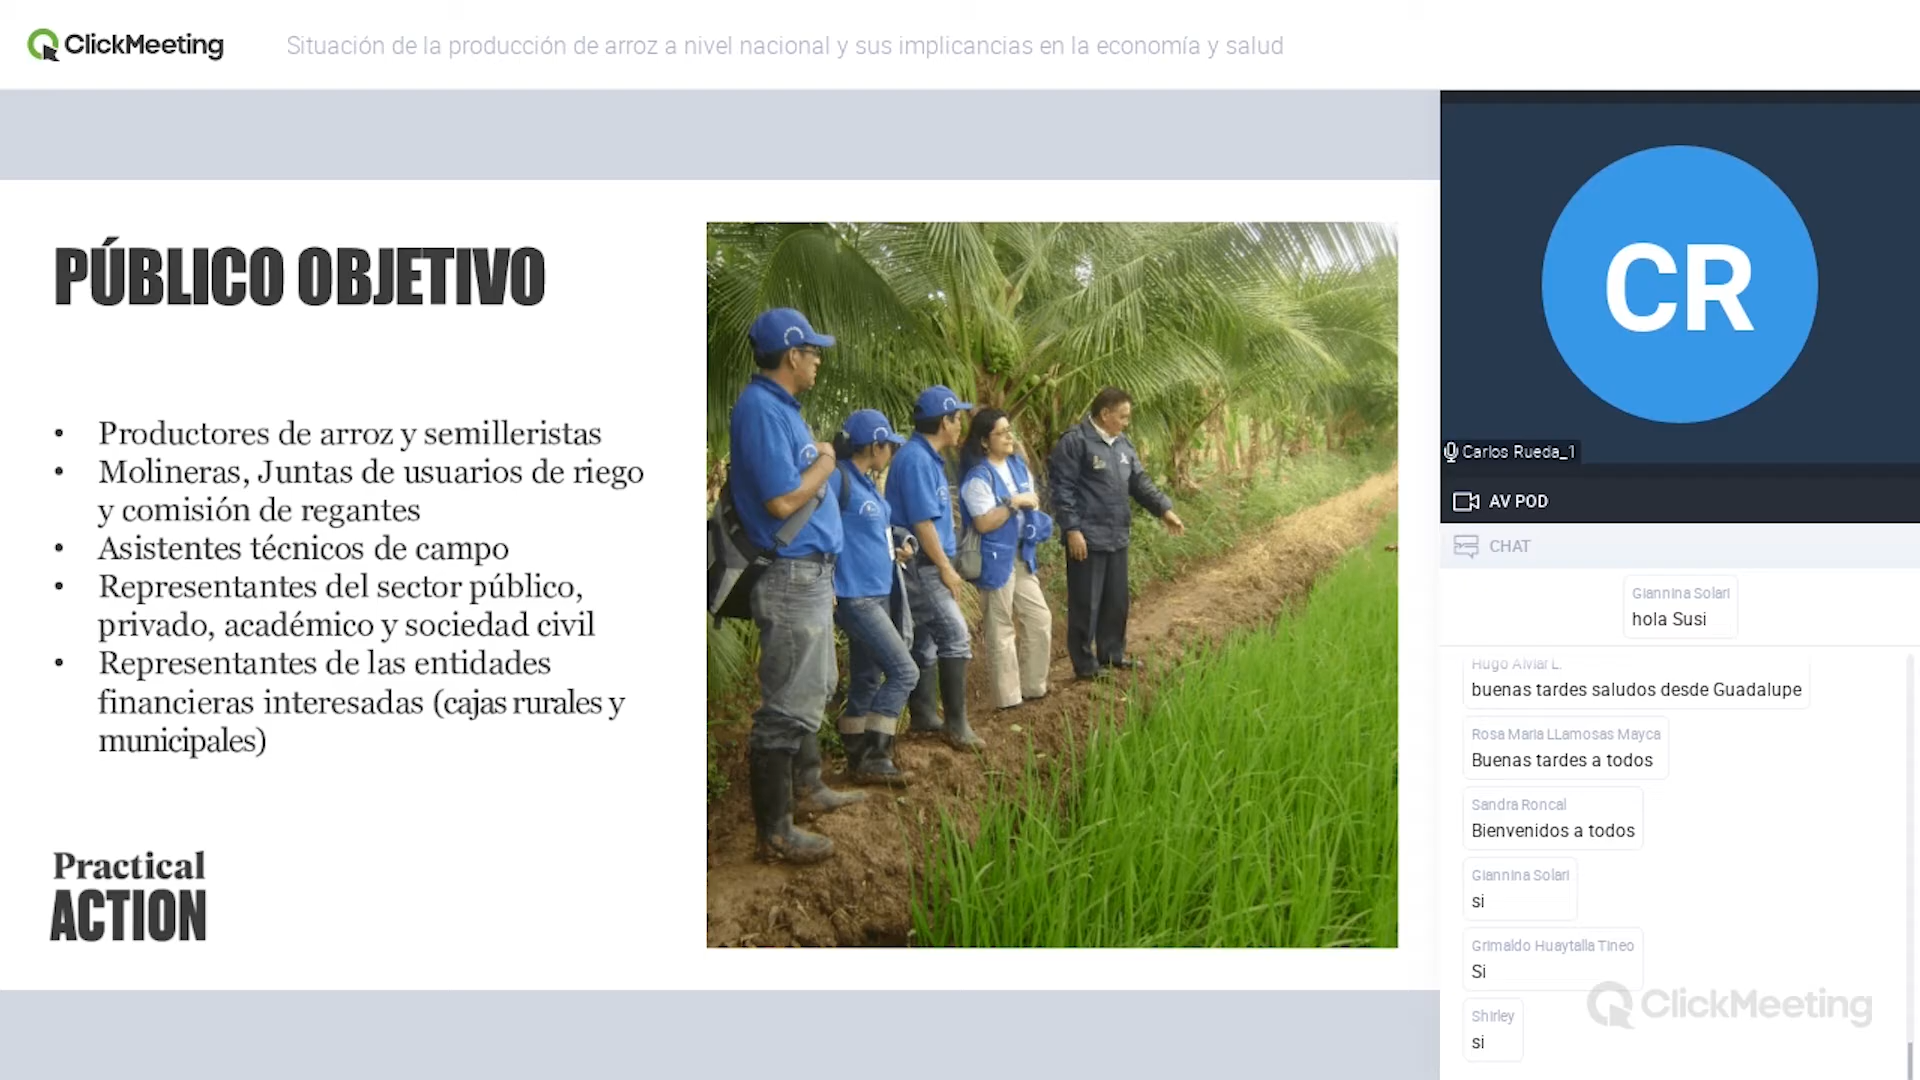 ClickMeeting
Situación de la producción de arroz a nivel nacional y sus implicancias en la economía y salud
PÚBLICO OBJETIVO
• Productores de arroz y semilleristas
• Molineras, Juntas de usuarios de riego
y comisión de regantes
• Asistentes técnicos de campo
• Representantes del sector público,
privado, académico y sociedad civil
• Representantes de las entidades
financieras interesadas (cajas rurales y
municipales)
Practical
ACTION
CR
Carlos Rueda_1
AV POD
CHAT
Giannina Solari
hola Susi
Hugo Alviar L.
buenas tardes saludos desde Guadalupe
Rosa Maria LLamosas Mayca
Buenas tardes a todos
Sandra Roncal
Bienvenidos a todos
Giannina Solari
si
Grimaldo Huaytalla Tineo
Si
Shirley
si
ClickMeeting